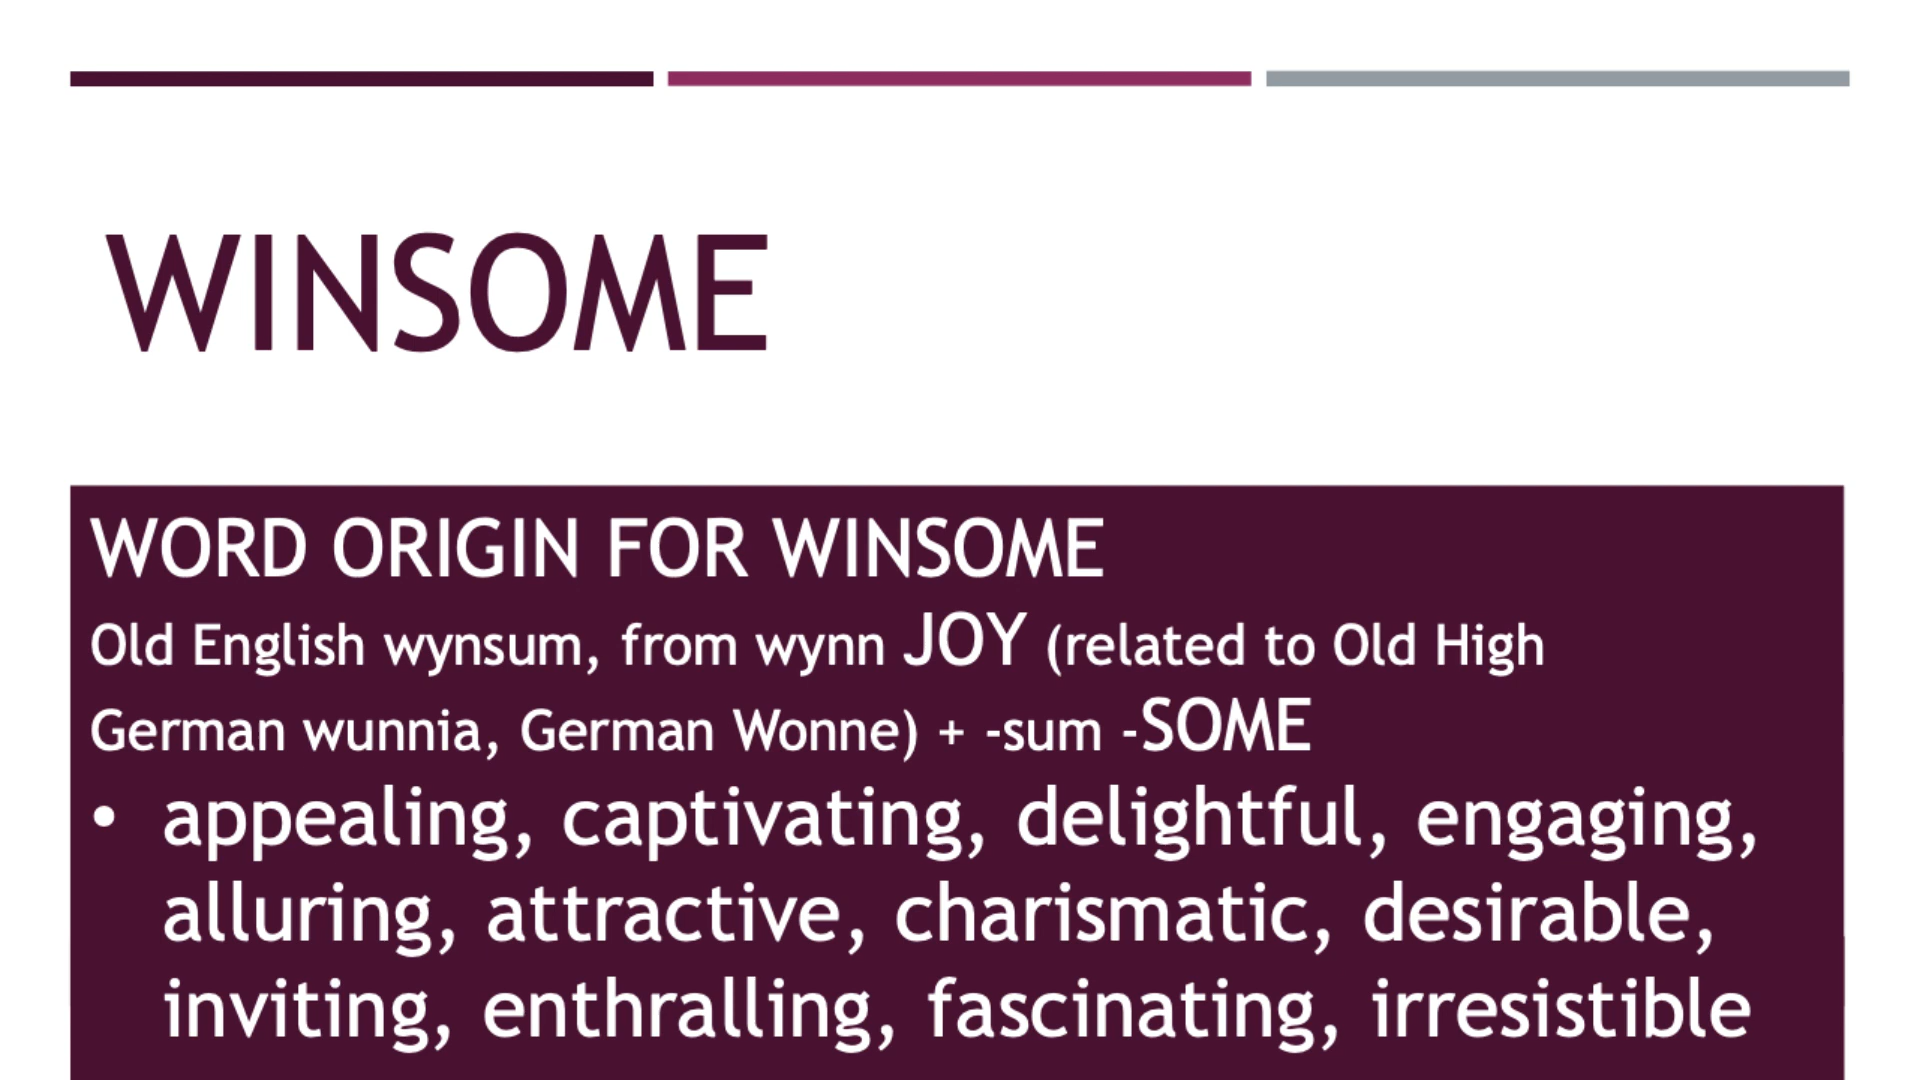 WINSOME
WORD ORIGIN FOR WINSOME
Old English wynsum, from wynn JOY (related to Old High
German wunnia, German Wonne) + -sum -SOME
• appealing, captivating, delightful, engaging,
alluring, attractive, charismatic, desirable,
inviting, enthralling, fascinating, irresistible